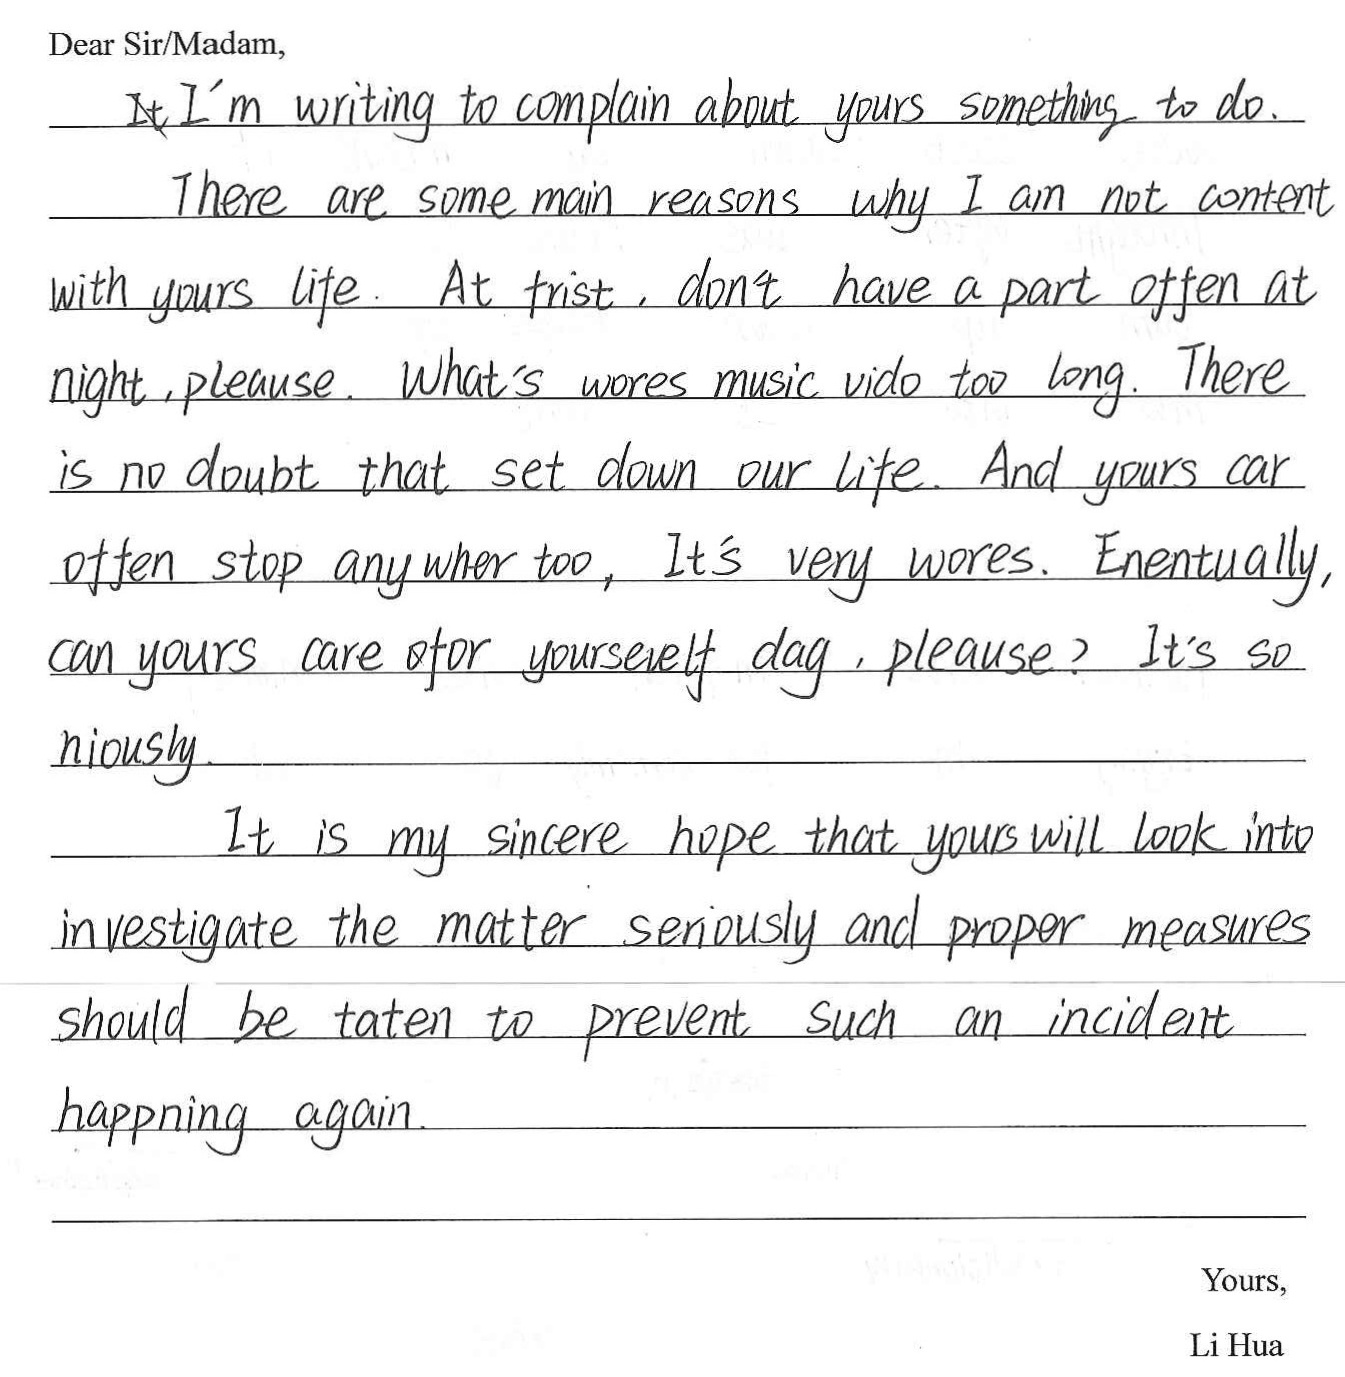 Dear Sir/Madam,
I'm writing to complain about yours something to do.
There are some main reasons why I am not content
with yours life. At frist, don't have a part offen at
night, pleause. What's wores music vido too long. There
is no doubt that set down our life. And yours car
offen stop anywher too, It's very wores. Enentually,
can yours care for yourself dag, pleause? It's so
niously.
It is my sincere hope that yours will look into
investigate the matter seriously and proper measures
should be taten to prevent such an incident
happning again.
Yours,
Li Hua